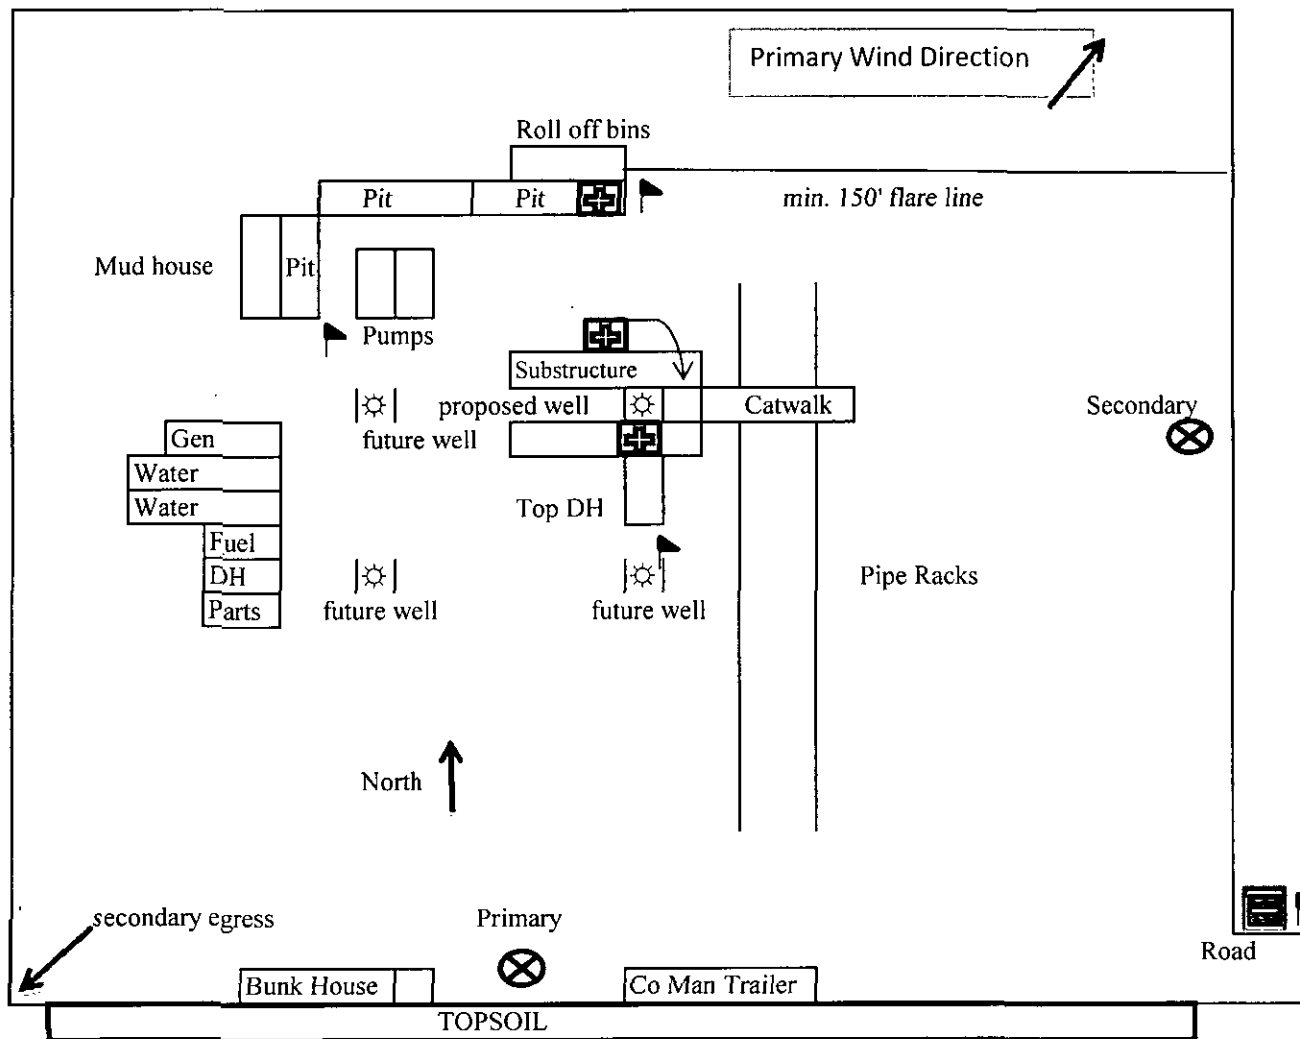 Primary Wind Direction
Roll off bins
Pit
Pit
min. 150' flare line
Mud house
Pit
Pumps
Substructure
proposed well
Catwalk
Secondary
future well
Gen
Water
Water
Top DH
Fuel
DH
Pipe Racks
Parts
future well
future well
North
secondary egress
Primary
Road
Bunk House
Co Man Trailer
TOPSOIL